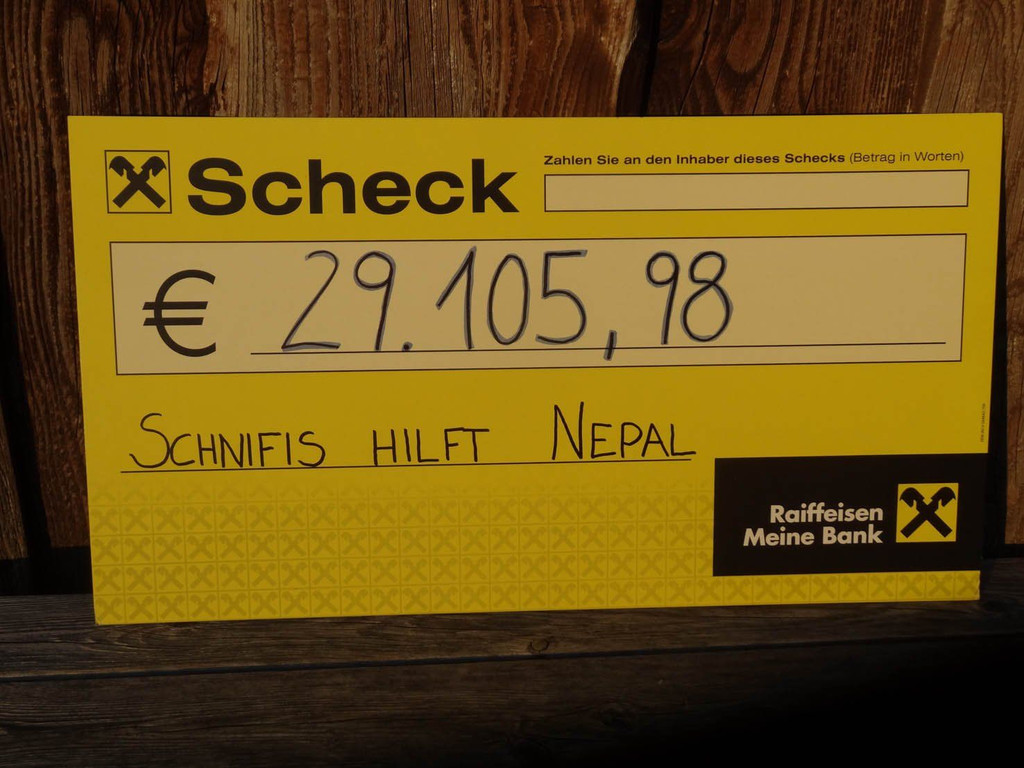 Scheck
Zahlen Sie an den Inhaber dieses Schecks (Betrag in Worten)
€ 29.105,98
SCHNIFIS HILFT NEPAL
Raiffeisen
Meine Bank